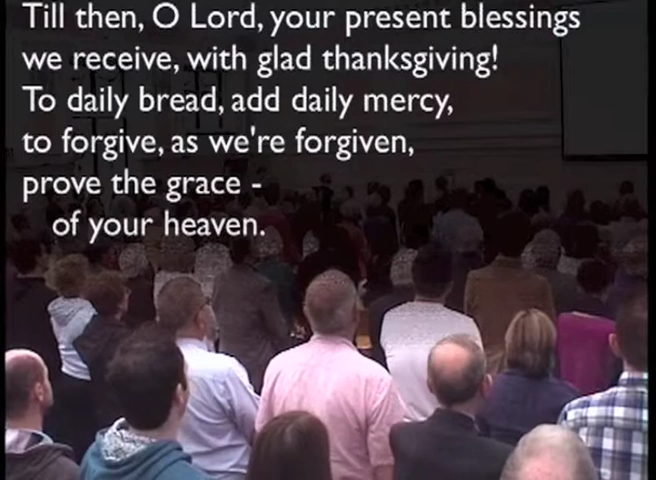 Till then, O Lord, your present blessings
we receive, with glad thanksgiving!
To daily bread, add daily mercy,
to forgive, as we're forgiven,
prove the grace -
of your heaven.